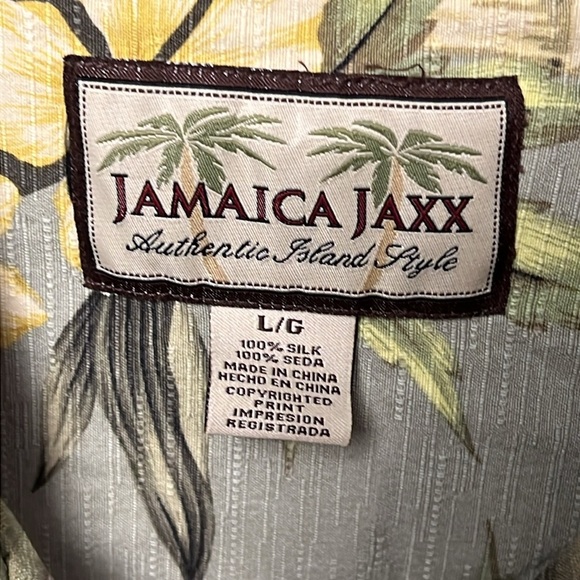 JAMAICA JAXX
Authentic Island Style
L/G
100% SILK
100% SEDA
MADE IN CHINA
HECHO EN CHINA
COPYRIGHTED
PRINT
IMPRESION
REGISTRADA